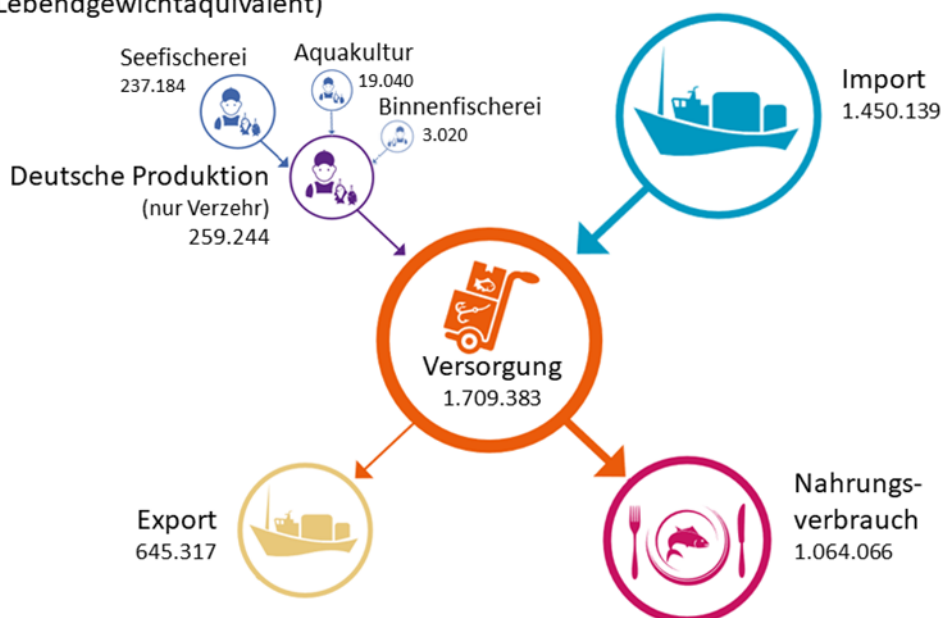 Lebendgewichtäquivalent)
Seefischerei
237.184
Aquakultur
19.040
Binnenfischerei
3.020
Import
1.450.139
Deutsche Produktion
(nur Verzehr)
259.244
Versorgung
1.709.383
Export
645.317
Nahrungs-
verbrauch
1.064.066